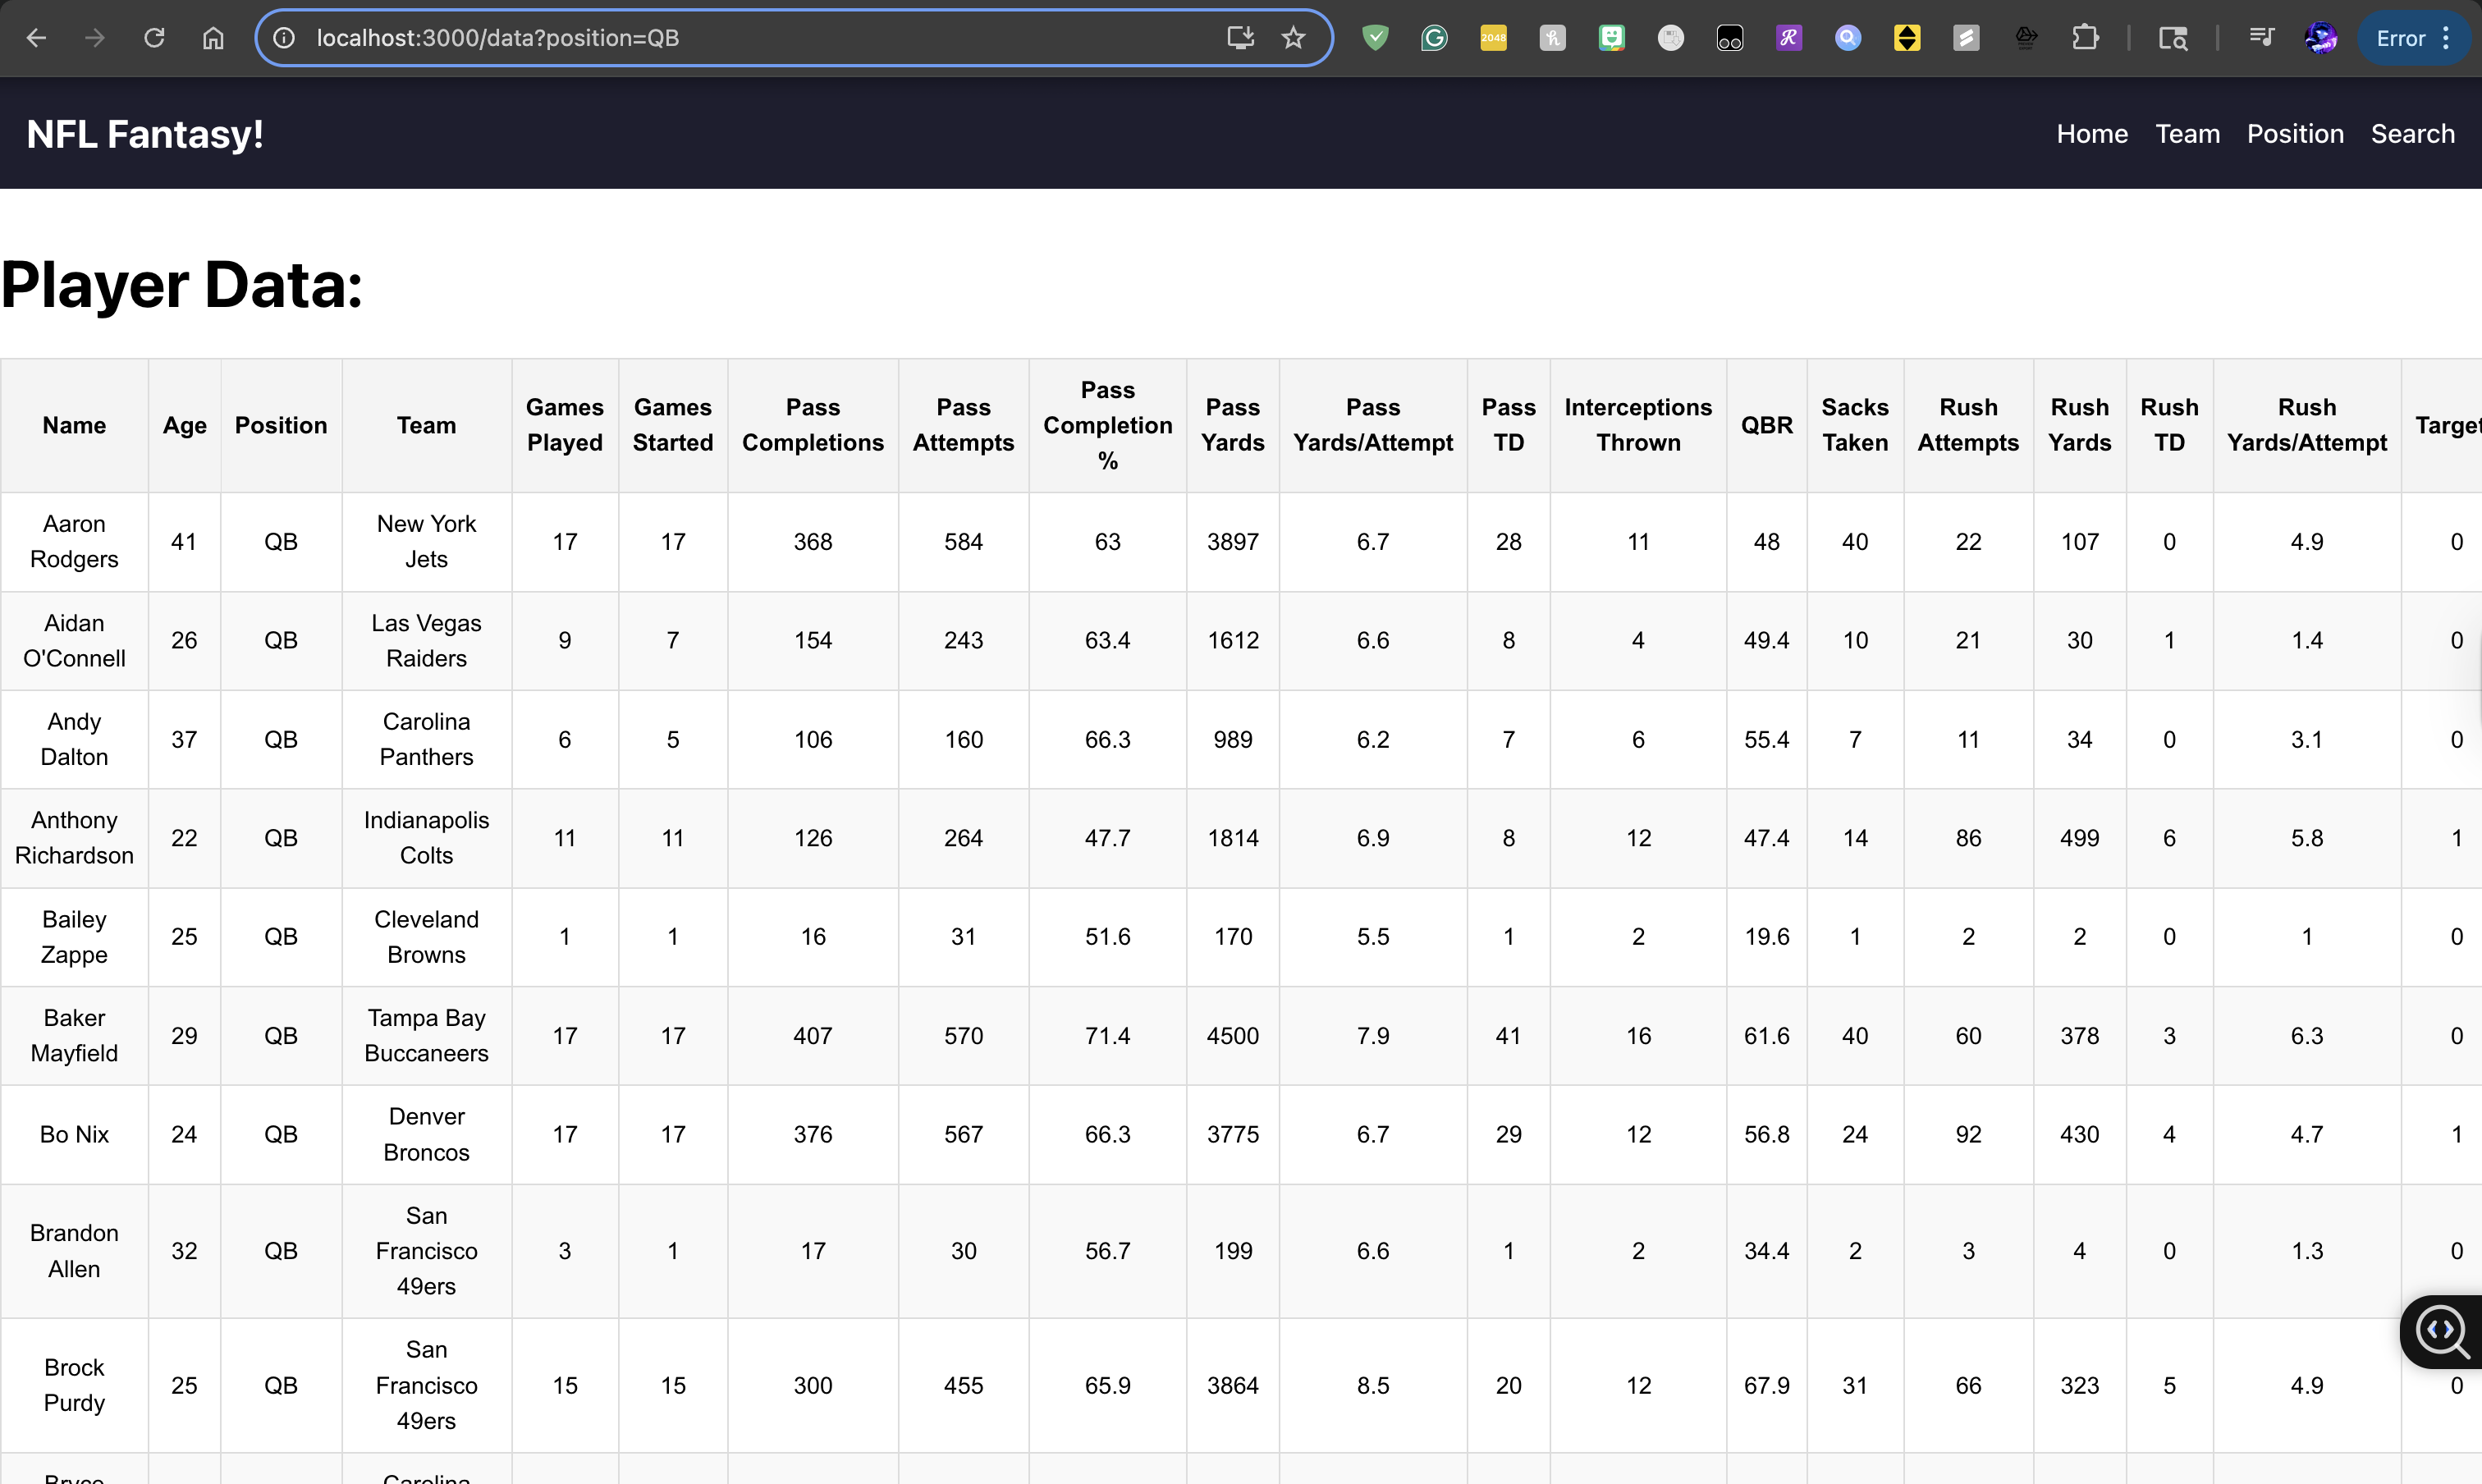 localhost:3000/data?position=QB
2048
Error
NFL Fantasy!
Home Team Position Search
Player Data:
Name Age Position Team Games Played Games Started Pass Completions Pass Attempts Pass Completion % Pass Yards Pass Yards/Attempt Pass TD Interceptions Thrown QBR Sacks Taken Rush Attempts Rush Yards Rush TD Rush Yards/Attempt Target
Aaron Rodgers 41 QB New York Jets 17 17 368 584 63 3897 6.7 28 11 48 40 22 107 0 4.9 0
Aidan O'Connell 26 QB Las Vegas Raiders 9 7 154 243 63.4 1612 6.6 8 4 49.4 10 21 30 1 1.4 0
Andy Dalton 37 QB Carolina Panthers 6 5 106 160 66.3 989 6.2 7 6 55.4 7 11 34 0 3.1 0
Anthony Richardson 22 QB Indianapolis Colts 11 11 126 264 47.7 1814 6.9 8 12 47.4 14 86 499 6 5.8 1
Bailey Zappe 25 QB Cleveland Browns 1 1 16 31 51.6 170 5.5 1 2 19.6 1 2 2 0 1 0
Baker Mayfield 29 QB Tampa Bay Buccaneers 17 17 407 570 71.4 4500 7.9 41 16 61.6 40 60 378 3 6.3 0
Bo Nix 24 QB Denver Broncos 17 17 376 567 66.3 3775 6.7 29 12 56.8 24 92 430 4 4.7 1
Brandon Allen 32 QB San Francisco 49ers 3 1 17 30 56.7 199 6.6 1 2 34.4 2 3 4 0 1.3 0
Brock Purdy 25 QB San Francisco 49ers 15 15 300 455 65.9 3864 8.5 20 12 67.9 31 66 323 5 4.9 0
Bryce Carolina